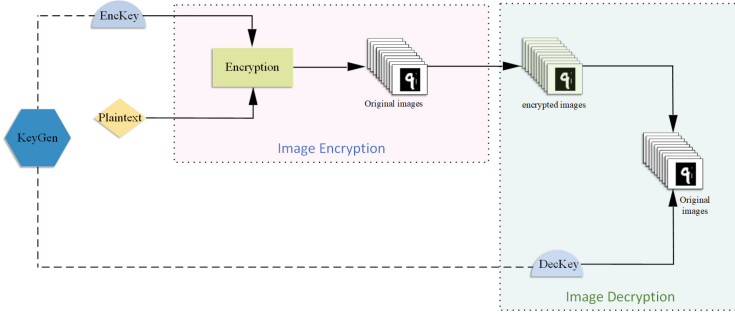 EncKey
Encryption
Original images
encrypted images
Plaintext
KeyGen
Image Encryption
Original
images
DecKey
Image Decryption